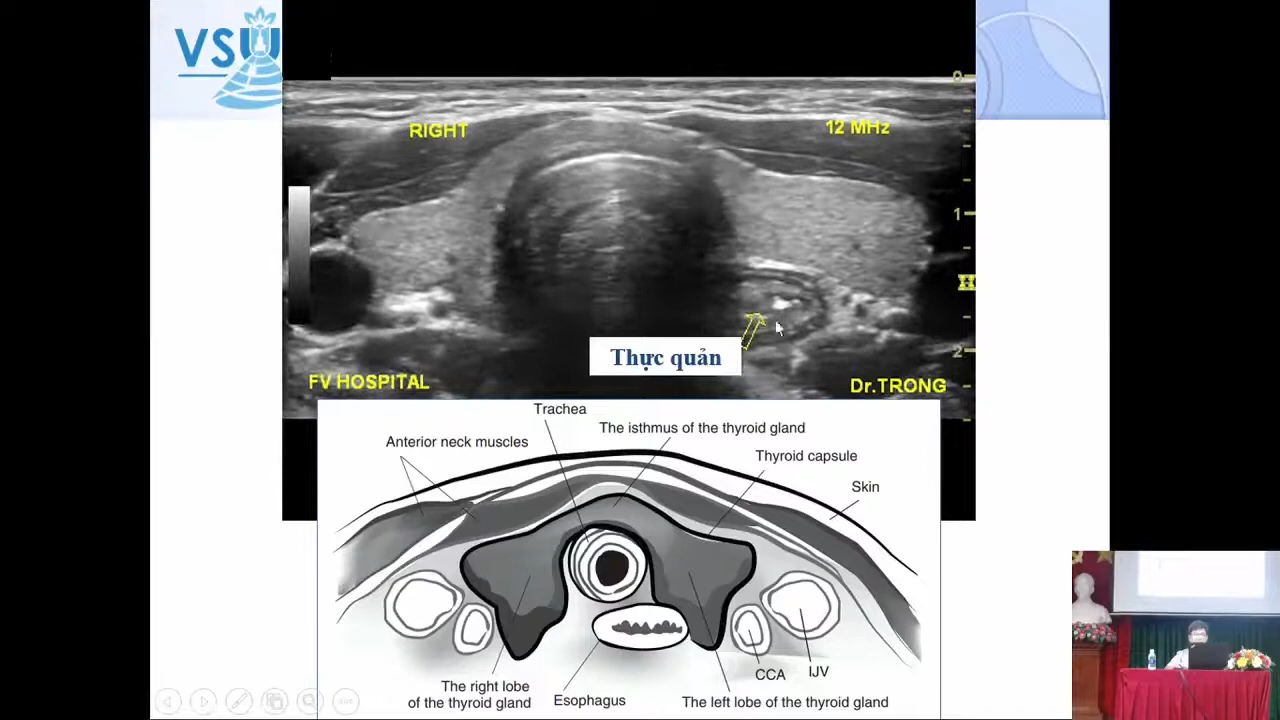 VSU
0
RIGHT
12 MHz
1
2
Thực quản
FV HOSPITAL
Dr.TRONG
Trachea
The isthmus of the thyroid gland
Anterior neck muscles
Thyroid capsule
Skin
CCA
IJV
The right lobe
of the thyroid gland
Esophagus
The left lobe of the thyroid gland